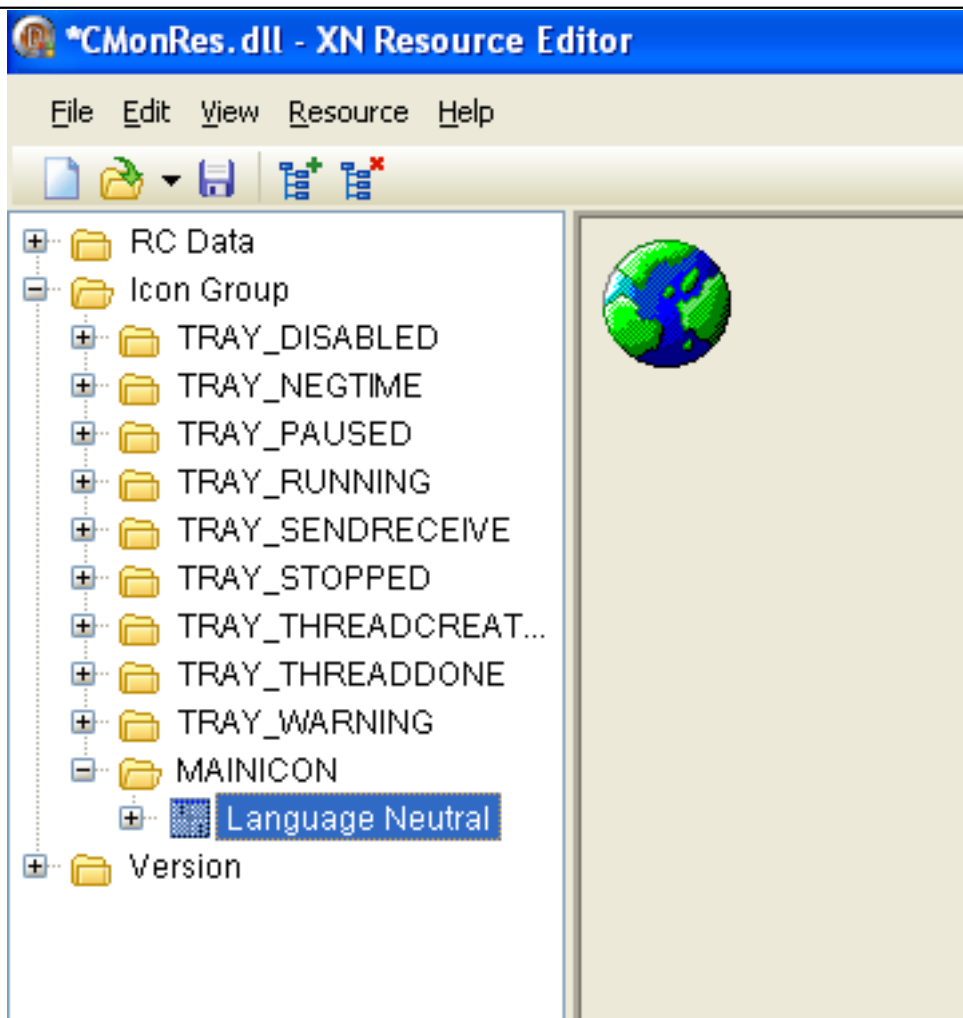 *CMonRes.dll - XN Resource Editor
File Edit View Resource Help
RC Data
Icon Group
TRAY_DISABLED
TRAY_NEGTIME
TRAY_PAUSED
TRAY_RUNNING
TRAY_SENDRECEIVE
TRAY_STOPPED
TRAY_THREADCREAT...
TRAY_THREADDONE
TRAY_WARNING
MAINICON
Language Neutral
Version